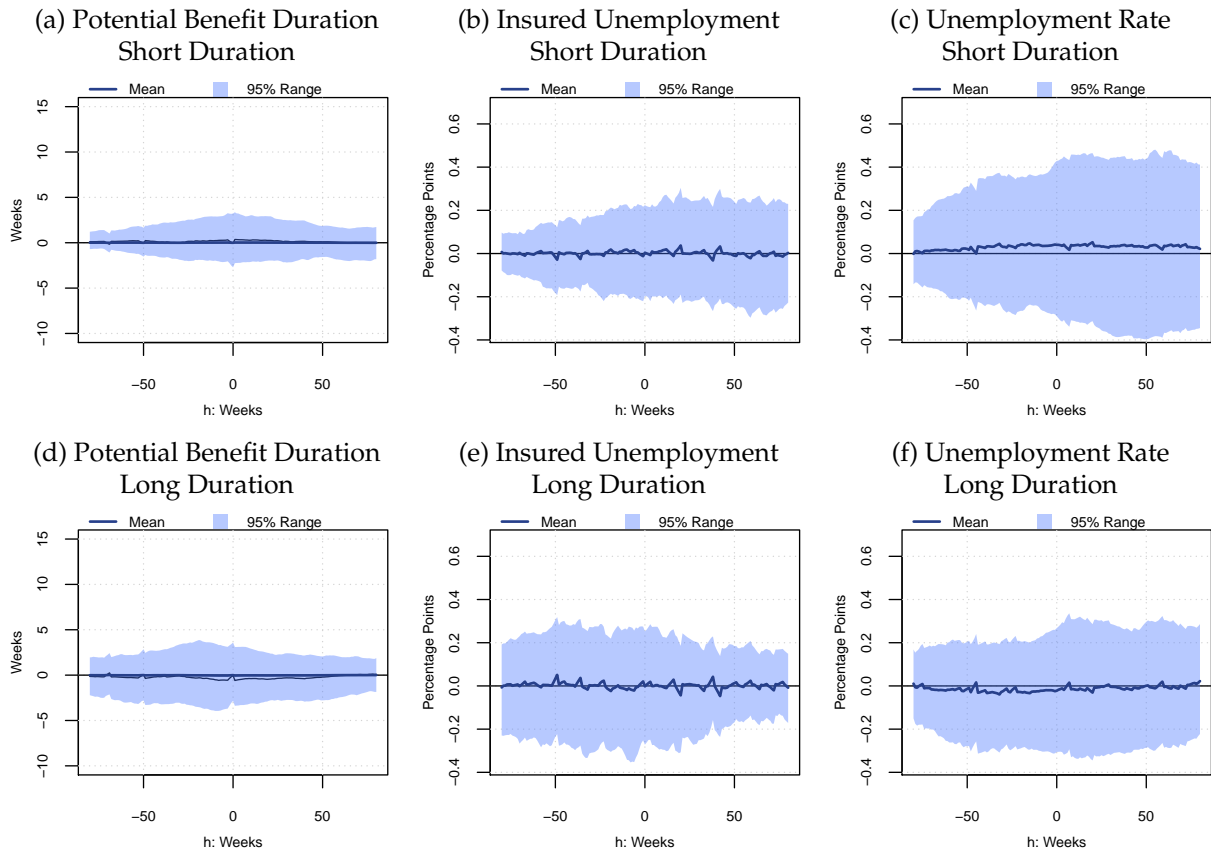 (a) Potential Benefit Duration
Short Duration
Mean 95% Range
15
10
5
0
−5
−10
Weeks
−50 0 50
h: Weeks
(b) Insured Unemployment
Short Duration
Mean 95% Range
0.6
0.4
0.2
0.0
−0.2
−0.4
Percentage Points
−50 0 50
h: Weeks
(c) Unemployment Rate
Short Duration
Mean 95% Range
0.6
0.4
0.2
0.0
−0.2
−0.4
Percentage Points
−50 0 50
h: Weeks
(d) Potential Benefit Duration
Long Duration
Mean 95% Range
15
10
5
0
−5
−10
Weeks
−50 0 50
h: Weeks
(e) Insured Unemployment
Long Duration
Mean 95% Range
0.6
0.4
0.2
0.0
−0.2
−0.4
Percentage Points
−50 0 50
h: Weeks
(f) Unemployment Rate
Long Duration
Mean 95% Range
0.6
0.4
0.2
0.0
−0.2
−0.4
Percentage Points
−50 0 50
h: Weeks